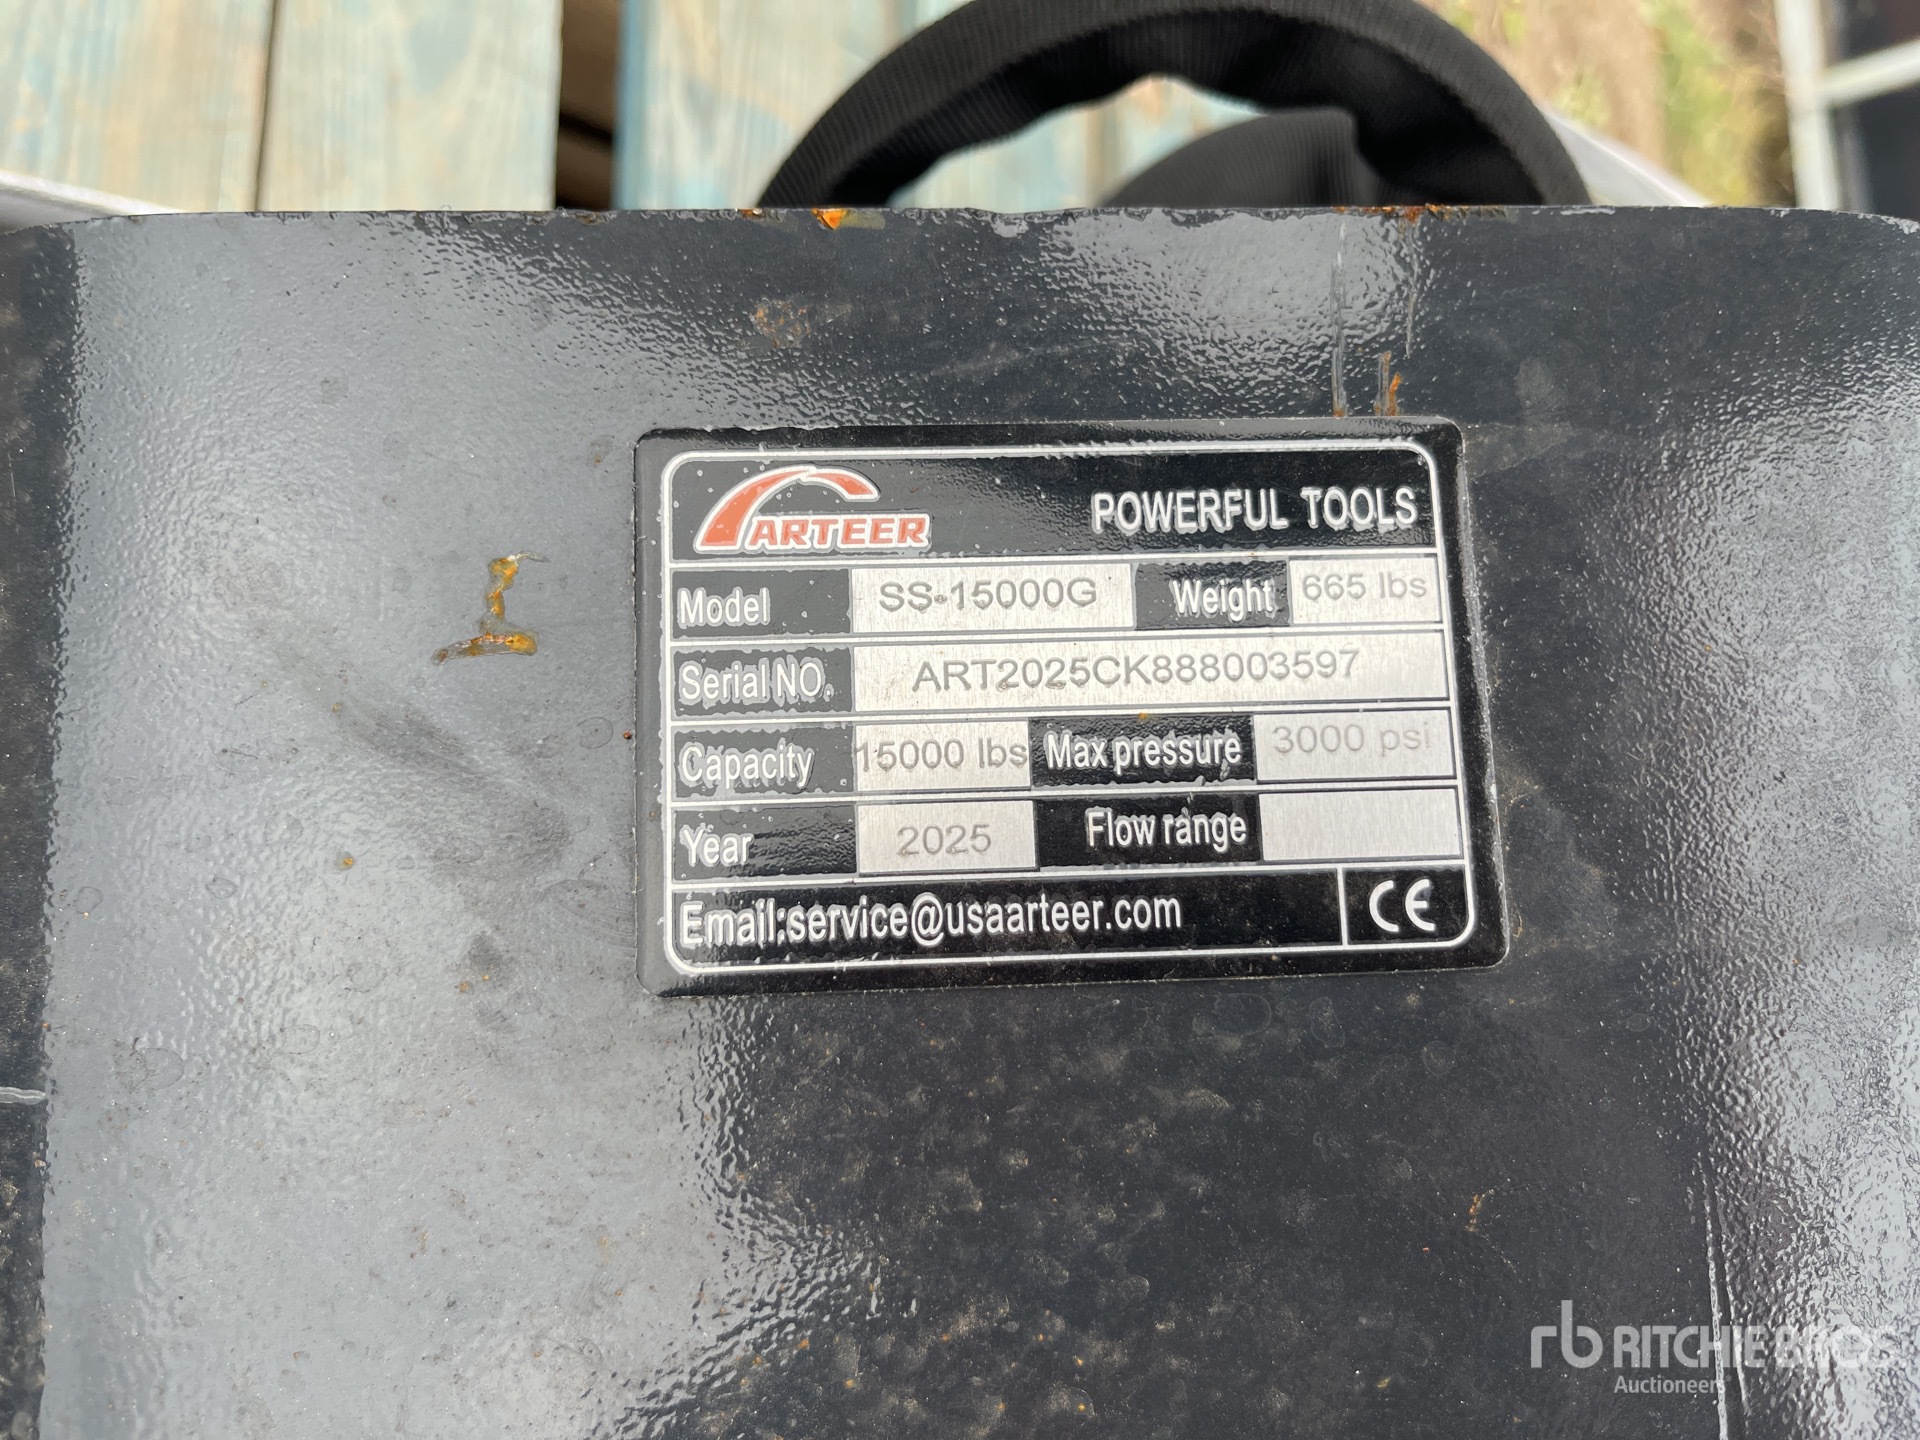 ARTEER POWERFUL TOOLS
Model SS-15000G Weight 665 lbs
Serial NO. ART2025CK888003597
Capacity 15000 lbs Max pressure 3000 psi
Year 2025 Flow range
Email:service@usaarteer.com CE
rb RITCHIE BROS
Auctioneers